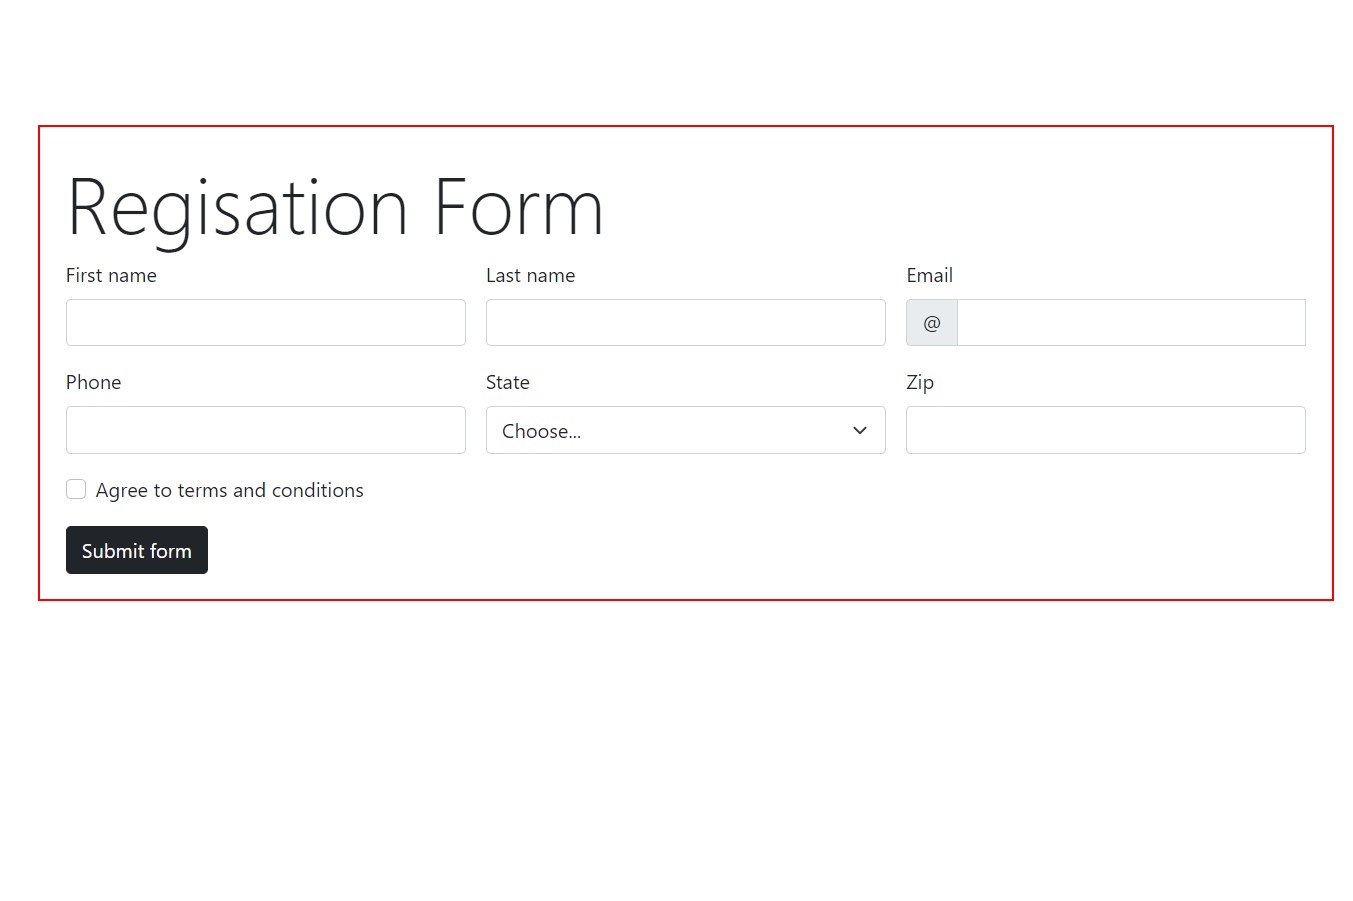 Regisation Form
First name
Last name
Email
@
Phone
State
Zip
Choose...
Agree to terms and conditions
Submit form